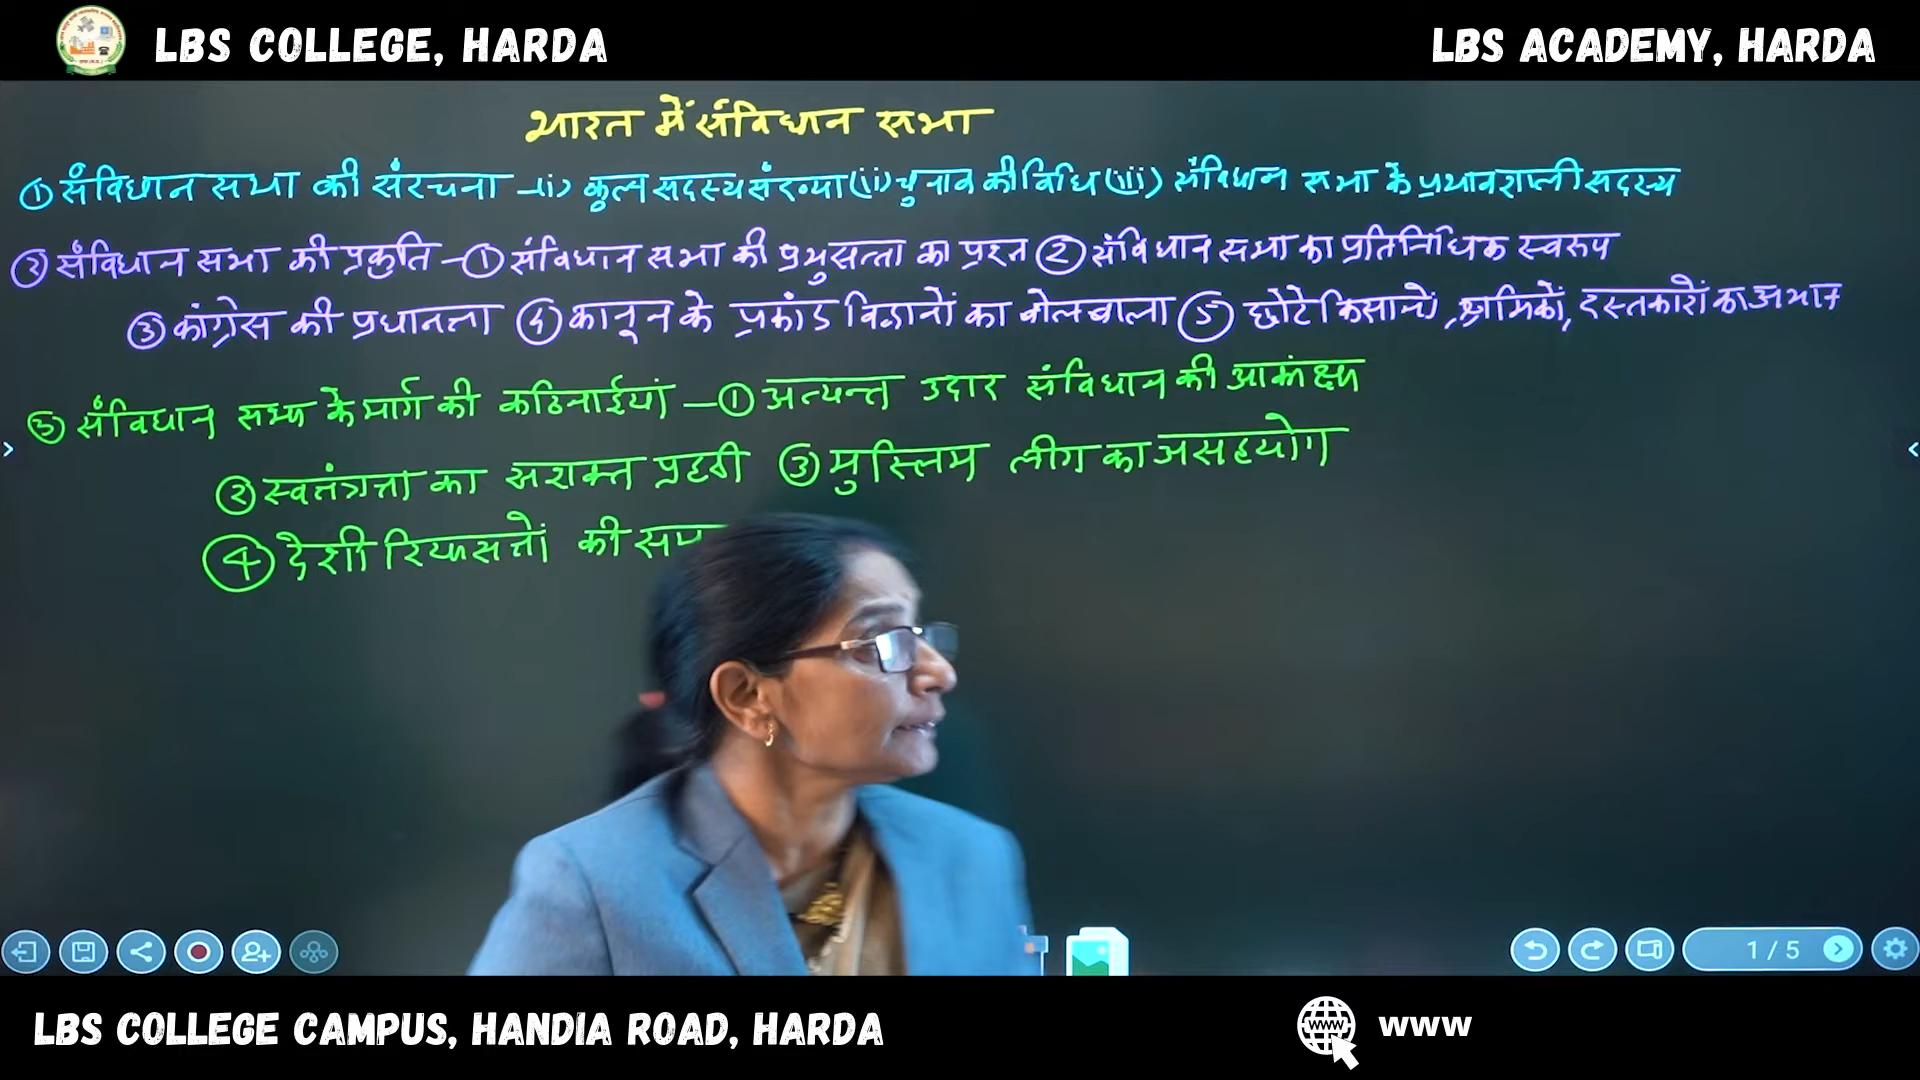 LBS COLLEGE, HARDA
LBS ACADEMY, HARDA
भारत में संविधान सभा
① संविधान सभा की संरचना -(i) कुल सदस्य संख्या (ii) चुनाव की विधि (iii) संविधान सभा के प्रभावशाली सदस्य
② संविधान सभा की प्रकृति - ① संविधान सभा की प्रभुसत्ता का प्रश्न ② संविधान सभा का प्रतिनिधिक स्वरूप
③ कांग्रेस की प्रधानता ④ कानून के प्रकांड विद्वानों का बोलबाला ⑤ छोटे किसानों, श्रमिकों, दस्तकारों का अभाव
③ संविधान सभा के मार्ग की कठिनाईयां - ① अत्यन्त उदार संविधान की आकांक्षा
② स्वतंत्रता का सशक्त प्रहरी ③ मुस्लिम लीग का असहयोग
④ देशी रियासतों की
1 / 5
LBS COLLEGE CAMPUS, HANDIA ROAD, HARDA
WWW
WWW